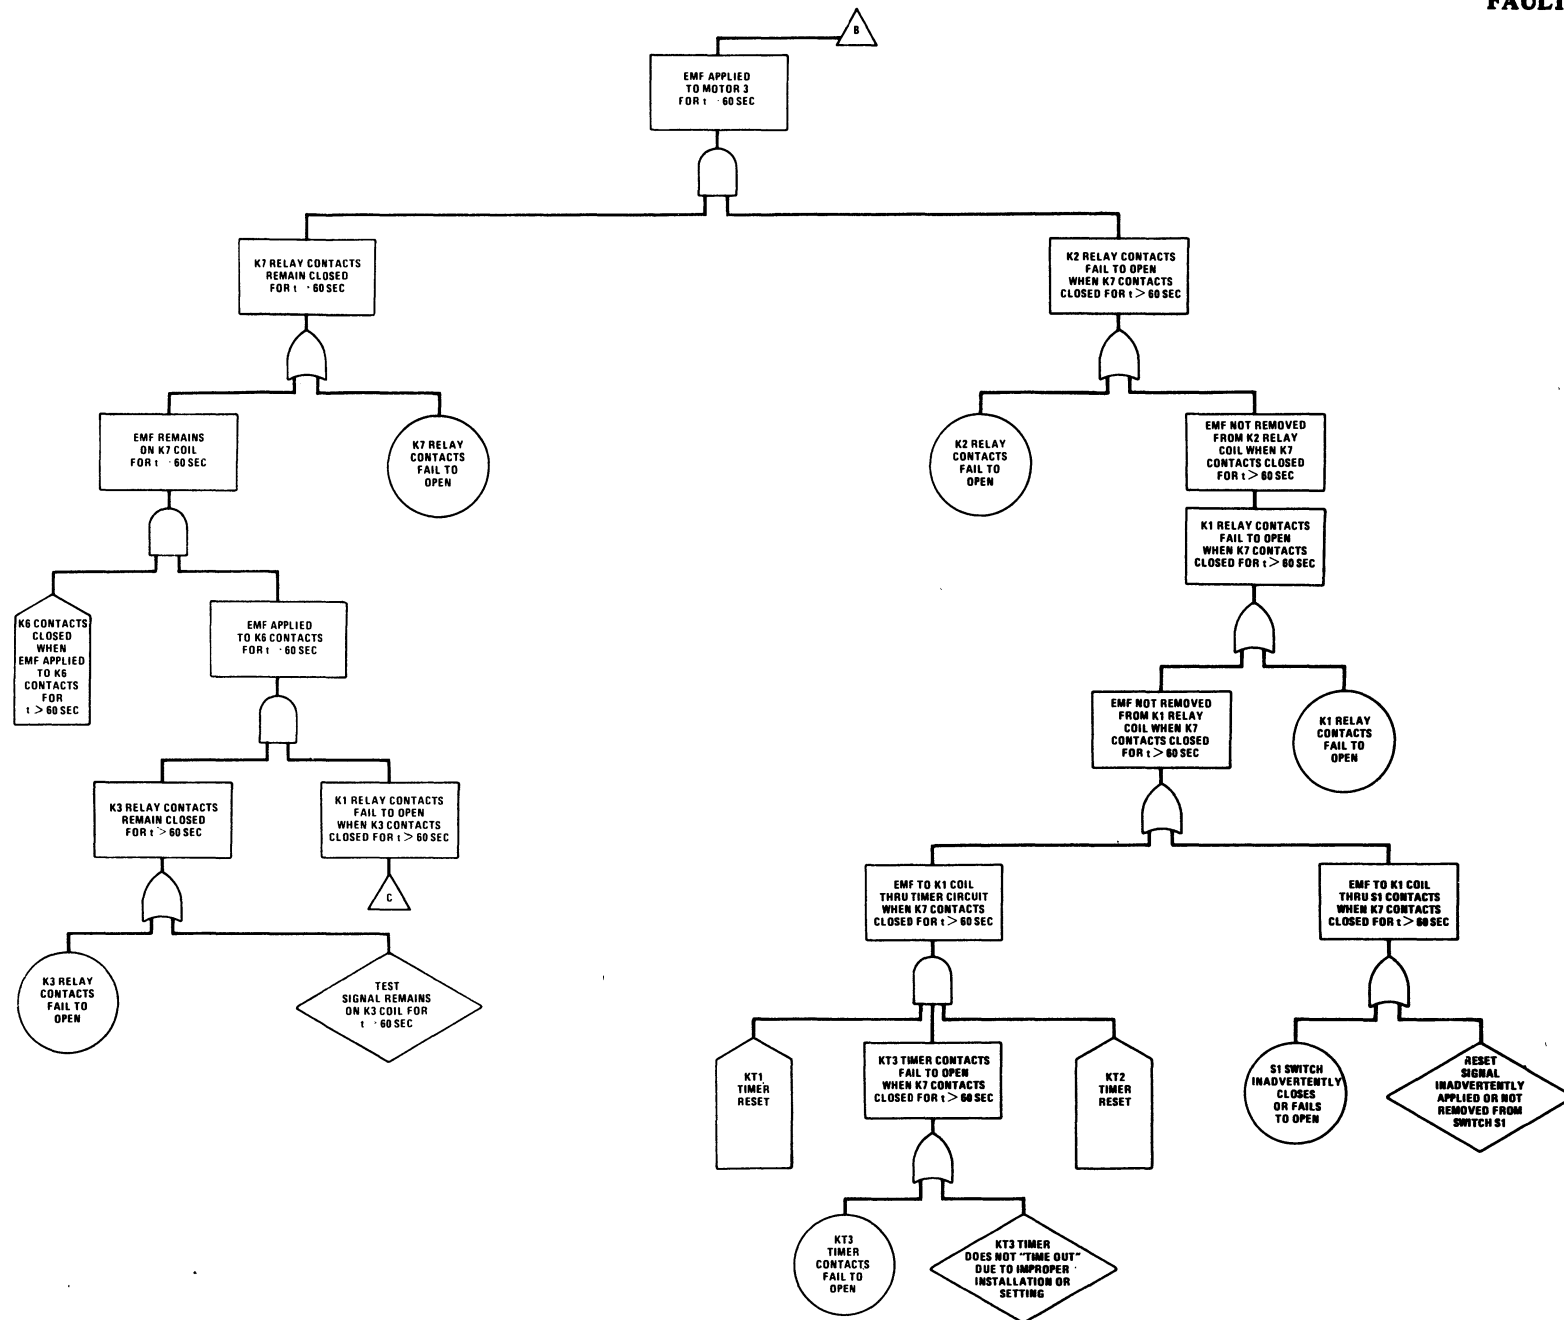 FAULT
B
EMF APPLIED
TO MOTOR 3
FOR t · 60 SEC
K7 RELAY CONTACTS
REMAIN CLOSED
FOR t · 60 SEC
K2 RELAY CONTACTS
FAIL TO OPEN
WHEN K7 CONTACTS
CLOSED FOR t > 60 SEC
EMF REMAINS
ON K7 COIL
FOR t · 60 SEC
K7 RELAY
CONTACTS
FAIL TO
OPEN
K2 RELAY
CONTACTS
FAIL TO
OPEN
EMF NOT REMOVED
FROM K2 RELAY
COIL WHEN K7
CONTACTS CLOSED
FOR t > 60 SEC
K1 RELAY CONTACTS
FAIL TO OPEN
WHEN K7 CONTACTS
CLOSED FOR t > 60 SEC
K6 CONTACTS
CLOSED
WHEN
EMF APPLIED
TO K6
CONTACTS
FOR
t > 60 SEC
EMF APPLIED
TO K6 CONTACTS
FOR t · 60 SEC
EMF NOT REMOVED
FROM K1 RELAY
COIL WHEN K7
CONTACTS CLOSED
FOR t > 60 SEC
K1 RELAY
CONTACTS
FAIL TO
OPEN
K3 RELAY CONTACTS
REMAIN CLOSED
FOR t > 60 SEC
K1 RELAY CONTACTS
FAIL TO OPEN
WHEN K3 CONTACTS
CLOSED FOR t > 60 SEC
C
EMF TO K1 COIL
THRU TIMER CIRCUIT
WHEN K7 CONTACTS
CLOSED FOR t > 60 SEC
EMF TO K1 COIL
THRU S1 CONTACTS
WHEN K7 CONTACTS
CLOSED FOR t > 60 SEC
K3 RELAY
CONTACTS
FAIL TO
OPEN
TEST
SIGNAL REMAINS
ON K3 COIL FOR
t · 60 SEC
KT1
TIMER
RESET
KT3 TIMER CONTACTS
FAIL TO OPEN
WHEN K7 CONTACTS
CLOSED FOR t > 60 SEC
KT2
TIMER
RESET
S1 SWITCH
INADVERTENTLY
CLOSES
OR FAILS
TO OPEN
RESET
SIGNAL
INADVERTENTLY
APPLIED OR NOT
REMOVED FROM
SWITCH S1
KT3
TIMER
CONTACTS
FAIL TO
OPEN
KT3 TIMER
DOES NOT "TIME OUT"
DUE TO IMPROPER
INSTALLATION OR
SETTING